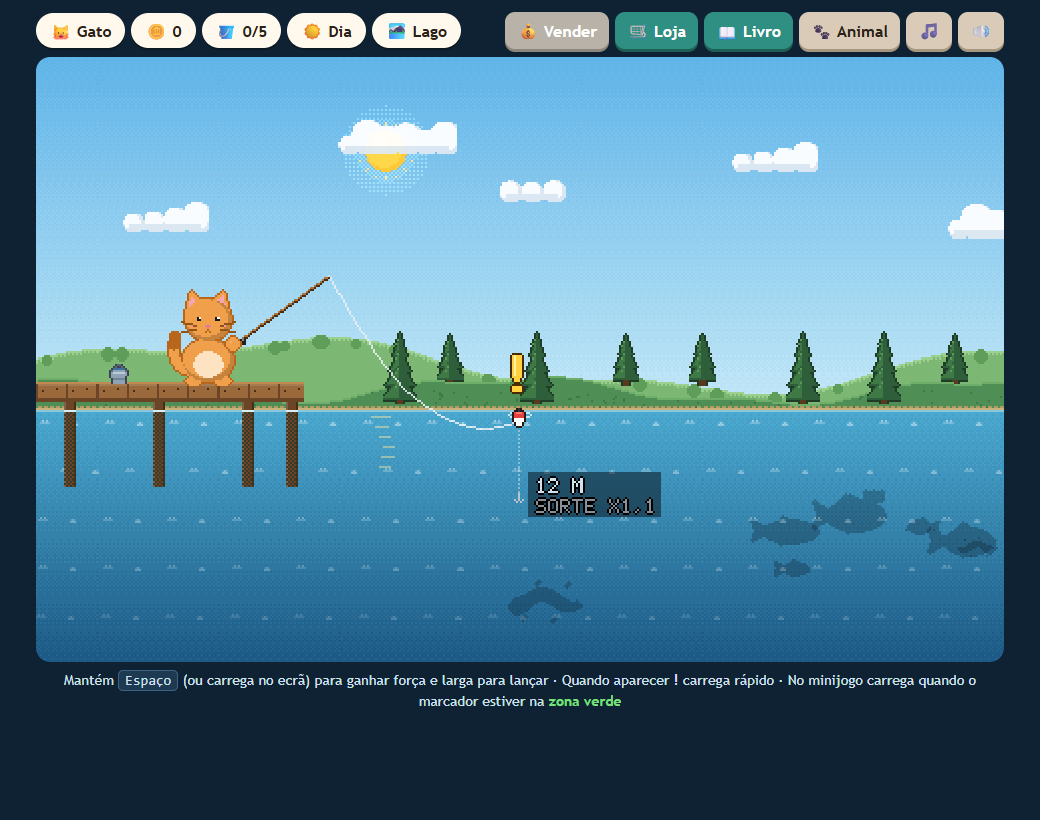 Gato
0
0/5
Dia
Lago
Vender
Loja
Livro
Animal
12 M
SORTE X1,1
Mantém Espaço (ou carrega no ecrã) para ganhar força e larga para lançar · Quando aparecer ! carrega rápido · No minijogo carrega quando o
marcador estiver na zona verde